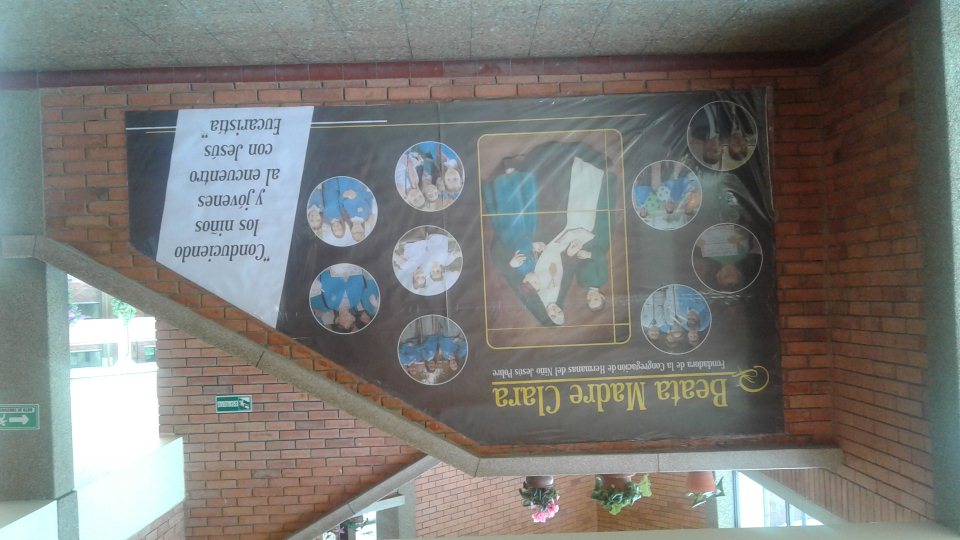 Beata Madre Clara
Fundadora de la Congregación de Hermanas del Niño Jesús Pobre
"Conduciendo
los niños
y jóvenes
al encuentro
con Jesús
Eucaristía"